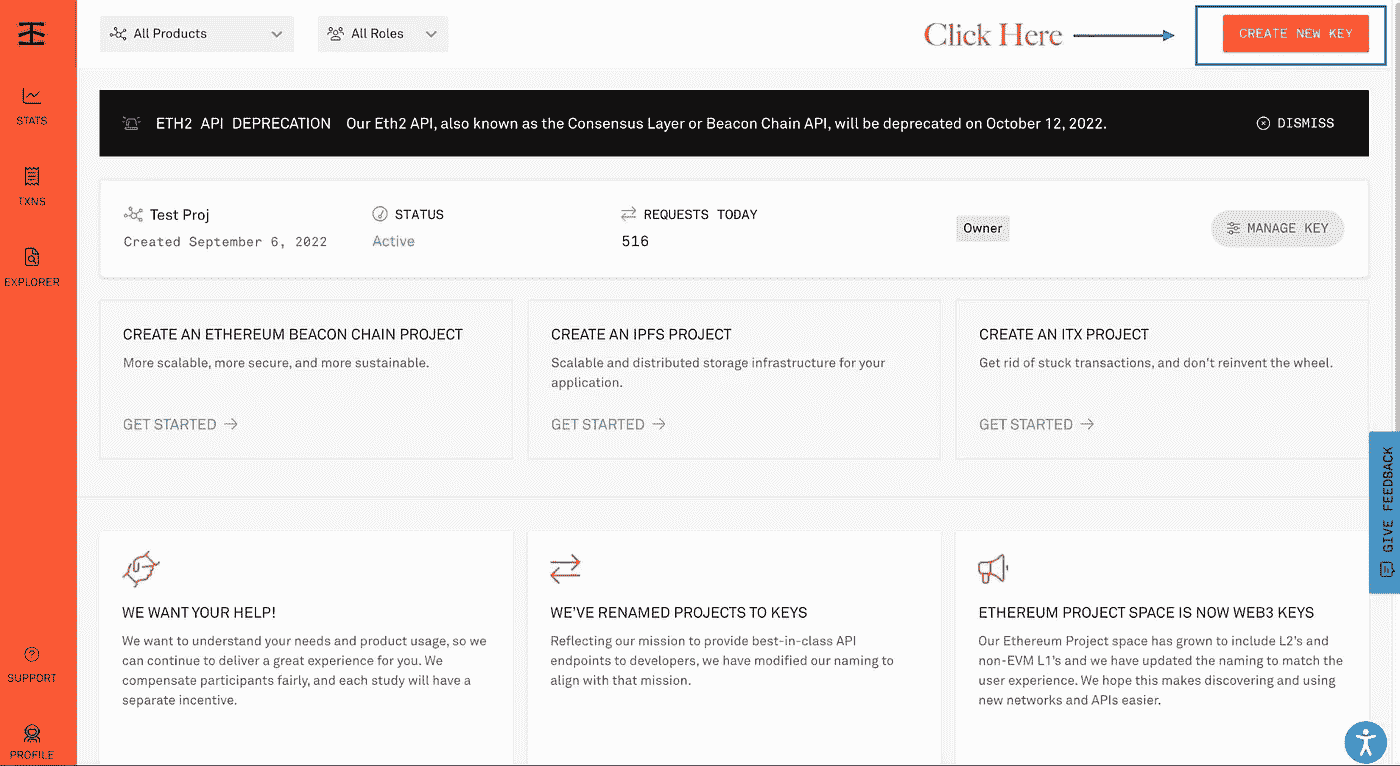 All Products
All Roles
Click Here
CREATE NEW KEY
ETH2 API DEPRECATION Our Eth2 API, also known as the Consensus Layer or Beacon Chain API, will be deprecated on October 12, 2022.
DISMISS
STATS
TXNS
EXPLORER
SUPPORT
PROFILE
Test Proj
Created September 6, 2022
STATUS
Active
REQUESTS TODAY
516
Owner
MANAGE KEY
CREATE AN ETHEREUM BEACON CHAIN PROJECT
More scalable, more secure, and more sustainable.
GET STARTED
CREATE AN IPFS PROJECT
Scalable and distributed storage infrastructure for your
application.
GET STARTED
CREATE AN ITX PROJECT
Get rid of stuck transactions, and don't reinvent the wheel.
GET STARTED
GIVE FEEDBACK
WE WANT YOUR HELP!
We want to understand your needs and product usage, so we
can continue to deliver a great experience for you. We
compensate participants fairly, and each study will have a
separate incentive.
WE'VE RENAMED PROJECTS TO KEYS
Reflecting our mission to provide best-in-class API
endpoints to developers, we have modified our naming to
align with that mission.
ETHEREUM PROJECT SPACE IS NOW WEB3 KEYS
Our Ethereum Project space has grown to include L2's and
non-EVM L1's and we have updated the naming to match the
user experience. We hope this makes discovering and using
new networks and APIs easier.